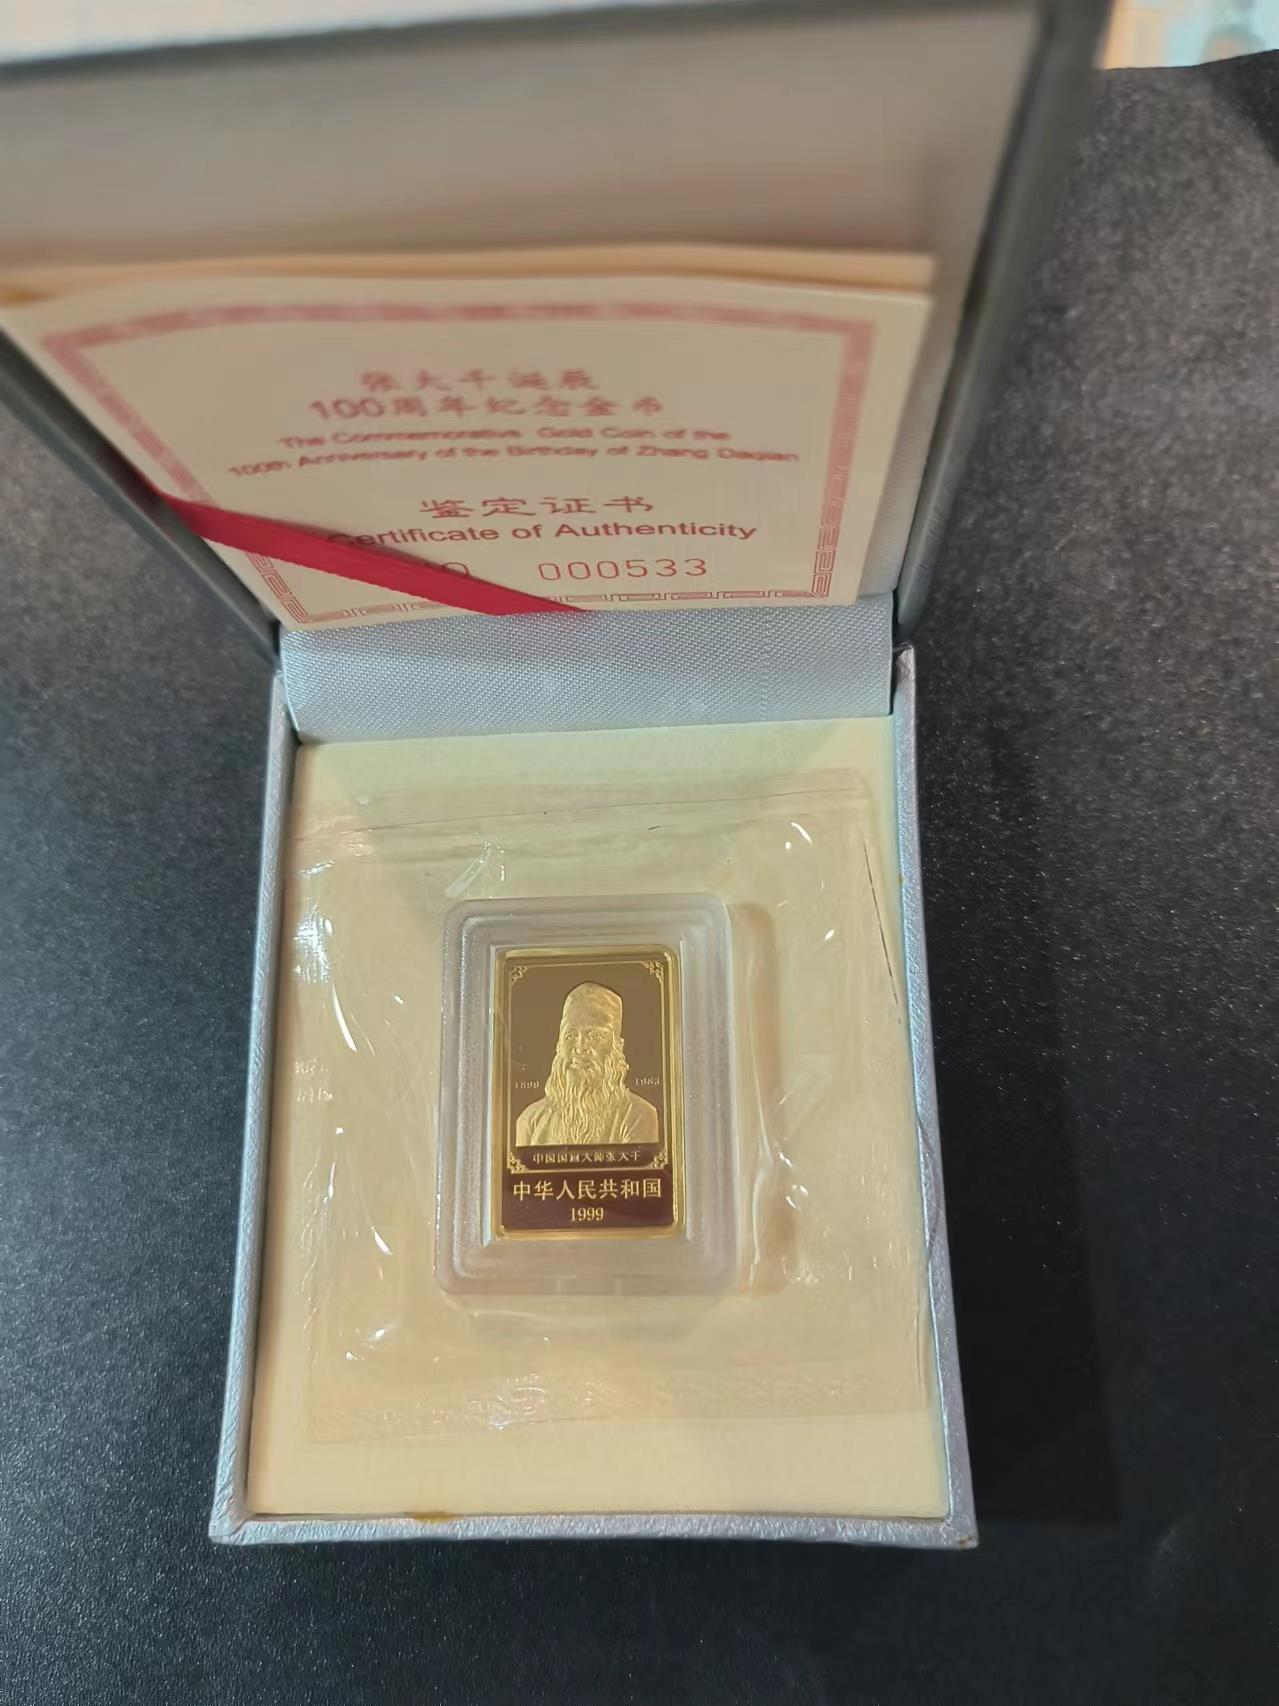 张大千诞辰
100周年纪念金币
The Commemorative Gold Coin of the
100th Anniversary of the Birthday of Zhang Daqian
鉴定证书
Certificate of Authenticity
000533
1899 1983
中国国画大师张大千
中华人民共和国
1999